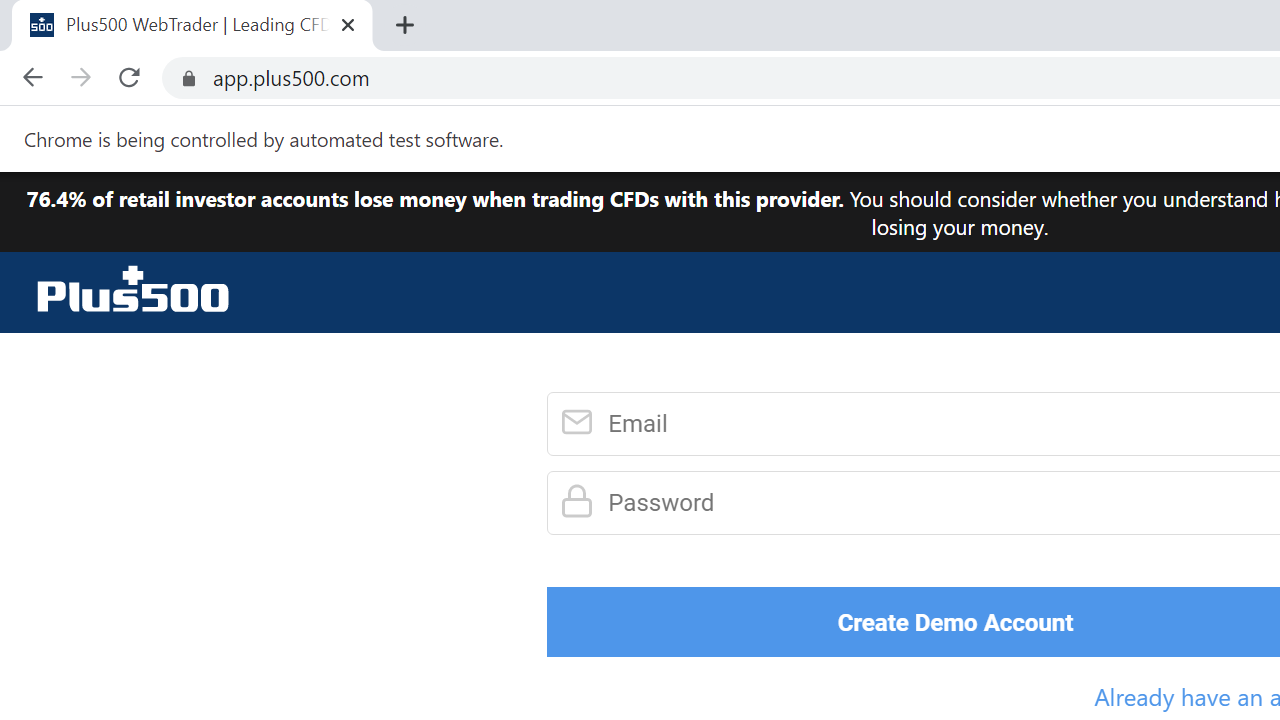 500
Plus500 WebTrader | Leading CFD
app.plus500.com
Chrome is being controlled by automated test software.
76.4% of retail investor accounts lose money when trading CFDs with this provider. You should consider whether you understand
losing your money.
Plus500
Email
Password
Create Demo Account
Already have an